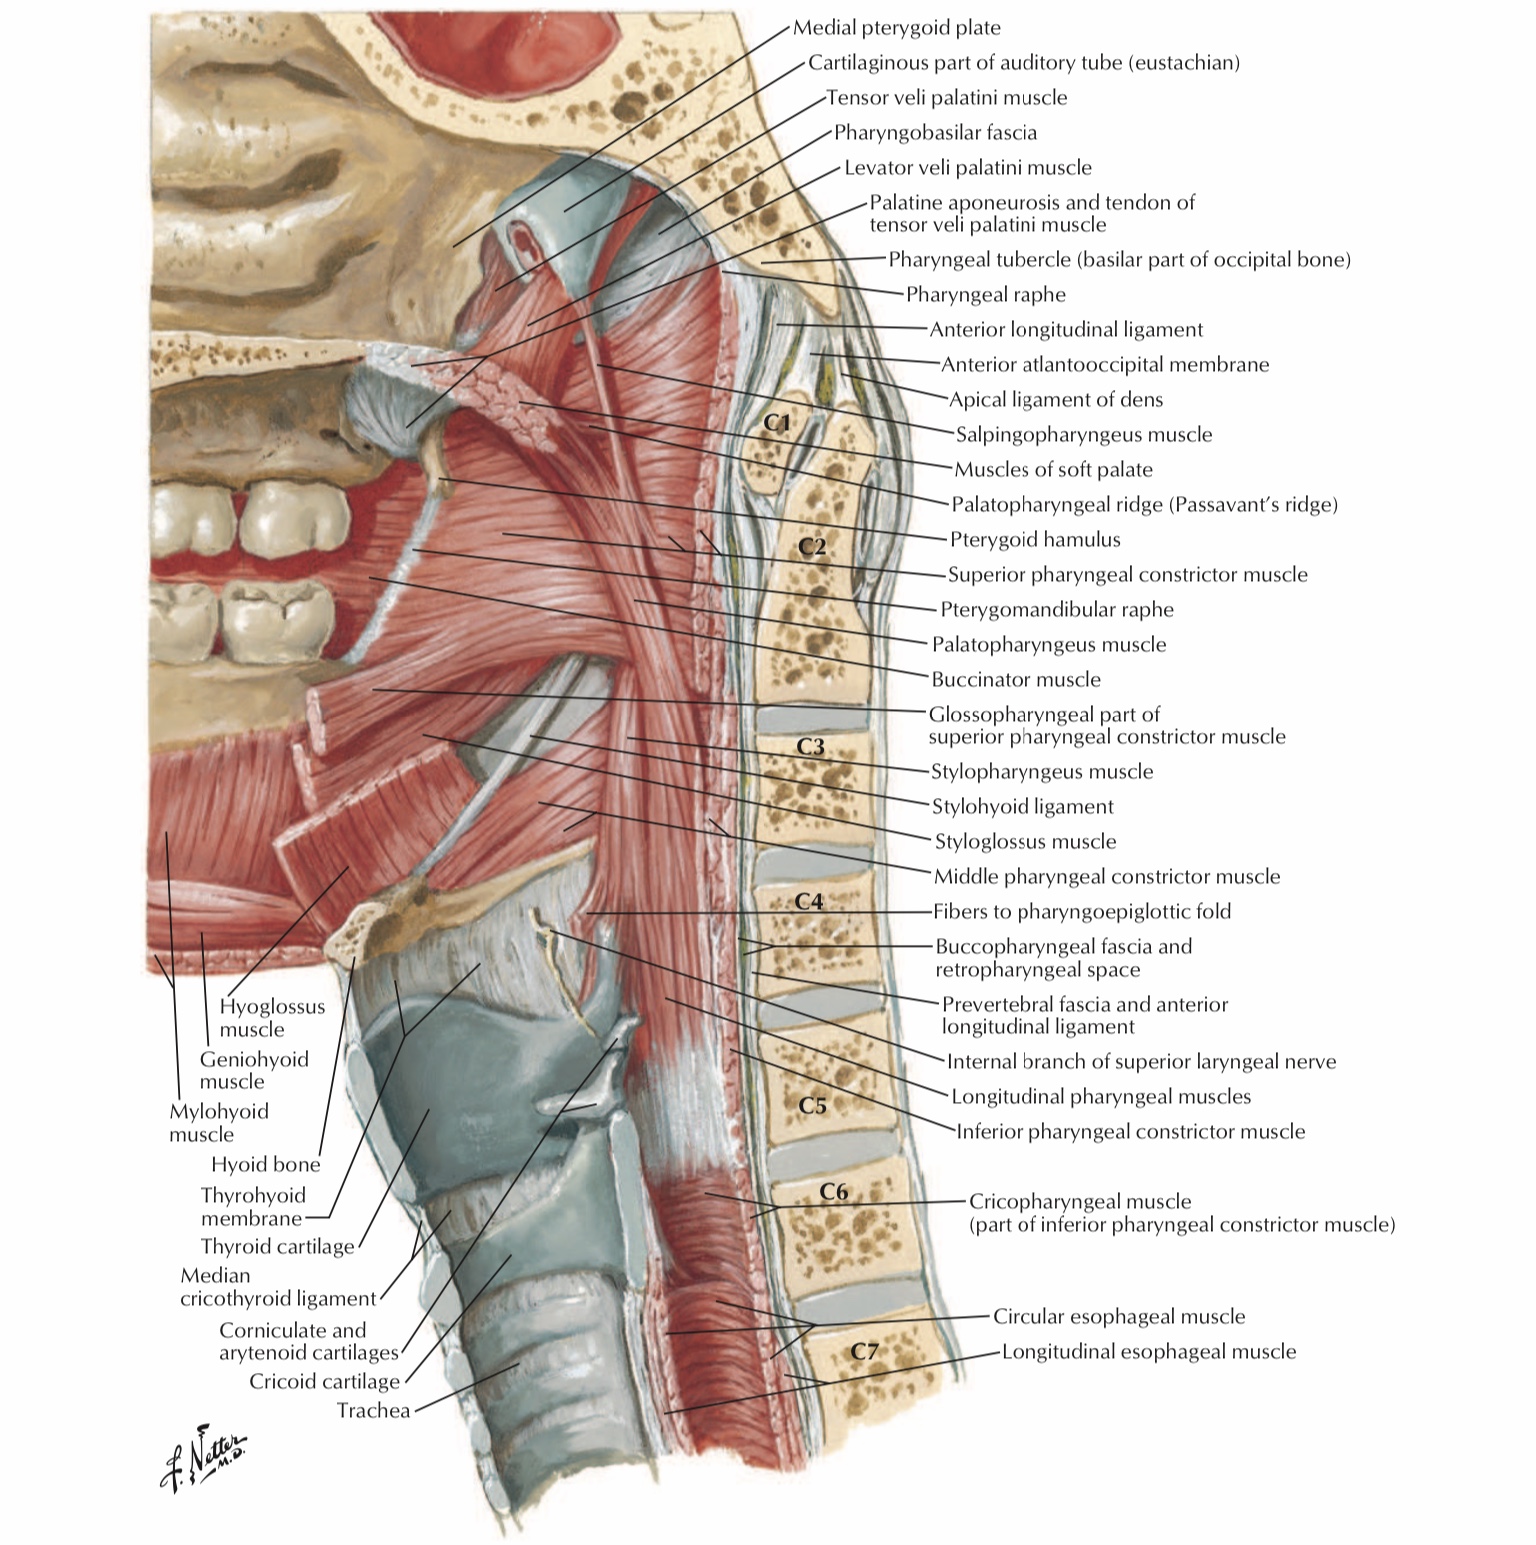 Medial pterygoid plate
Cartilaginous part of auditory tube (eustachian)
Tensor veli palatini muscle
Pharyngobasilar fascia
Levator veli palatini muscle
Palatine aponeurosis and tendon of
tensor veli palatini muscle
Pharyngeal tubercle (basilar part of occipital bone)
Pharyngeal raphe
Anterior longitudinal ligament
Anterior atlantooccipital membrane
Apical ligament of dens
C1
Salpingopharyngeus muscle
Muscles of soft palate
Palatopharyngeal ridge (Passavant's ridge)
Pterygoid hamulus
C2
Superior pharyngeal constrictor muscle
Pterygomandibular raphe
Palatopharyngeus muscle
Buccinator muscle
Glossopharyngeal part of
superior pharyngeal constrictor muscle
C3
Stylopharyngeus muscle
Stylohyoid ligament
Styloglossus muscle
Middle pharyngeal constrictor muscle
C4
Fibers to pharyngoepiglottic fold
Buccopharyngeal fascia and
retropharyngeal space
Prevertebral fascia and anterior
longitudinal ligament
Internal branch of superior laryngeal nerve
Longitudinal pharyngeal muscles
C5
Inferior pharyngeal constrictor muscle
C6
Cricopharyngeal muscle
(part of inferior pharyngeal constrictor muscle)
Circular esophageal muscle
C7
Longitudinal esophageal muscle
Hyoglossus
muscle
Geniohyoid
muscle
Mylohyoid
muscle
Hyoid bone
Thyrohyoid
membrane
Thyroid cartilage
Median
cricothyroid ligament
Corniculate and
arytenoid cartilages
Cricoid cartilage
Trachea
F. Netter
M.D.